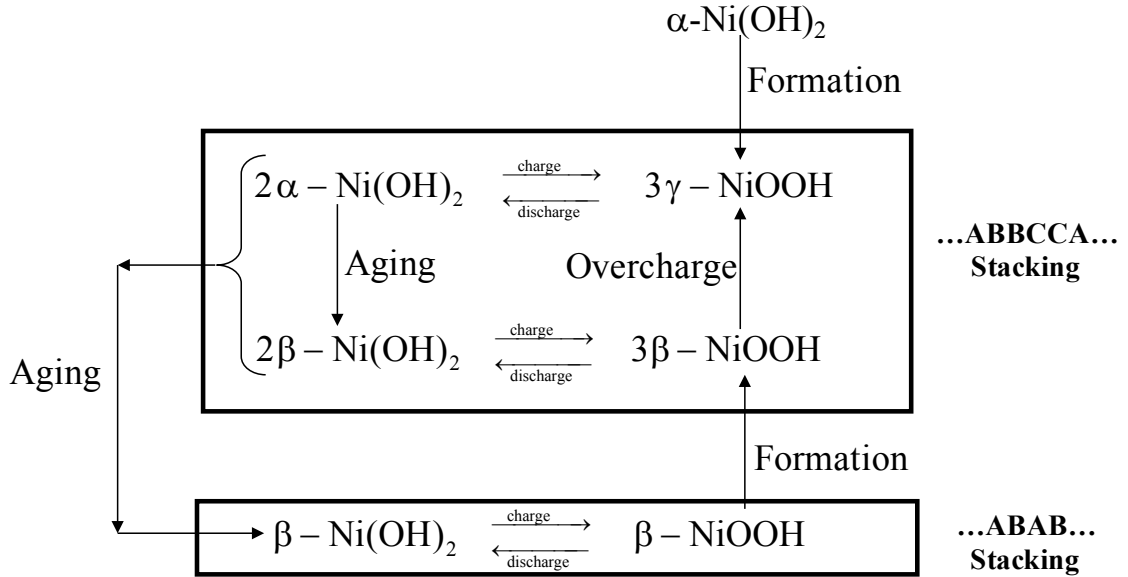 α-Ni(OH)₂
Formation
2α – Ni(OH)₂ charge discharge 3γ – NiOOH
…ABBCCA…
Stacking
Aging Overcharge
2β – Ni(OH)₂ charge discharge 3β – NiOOH
Aging
Formation
β – Ni(OH)₂ charge discharge β – NiOOH
…ABAB…
Stacking